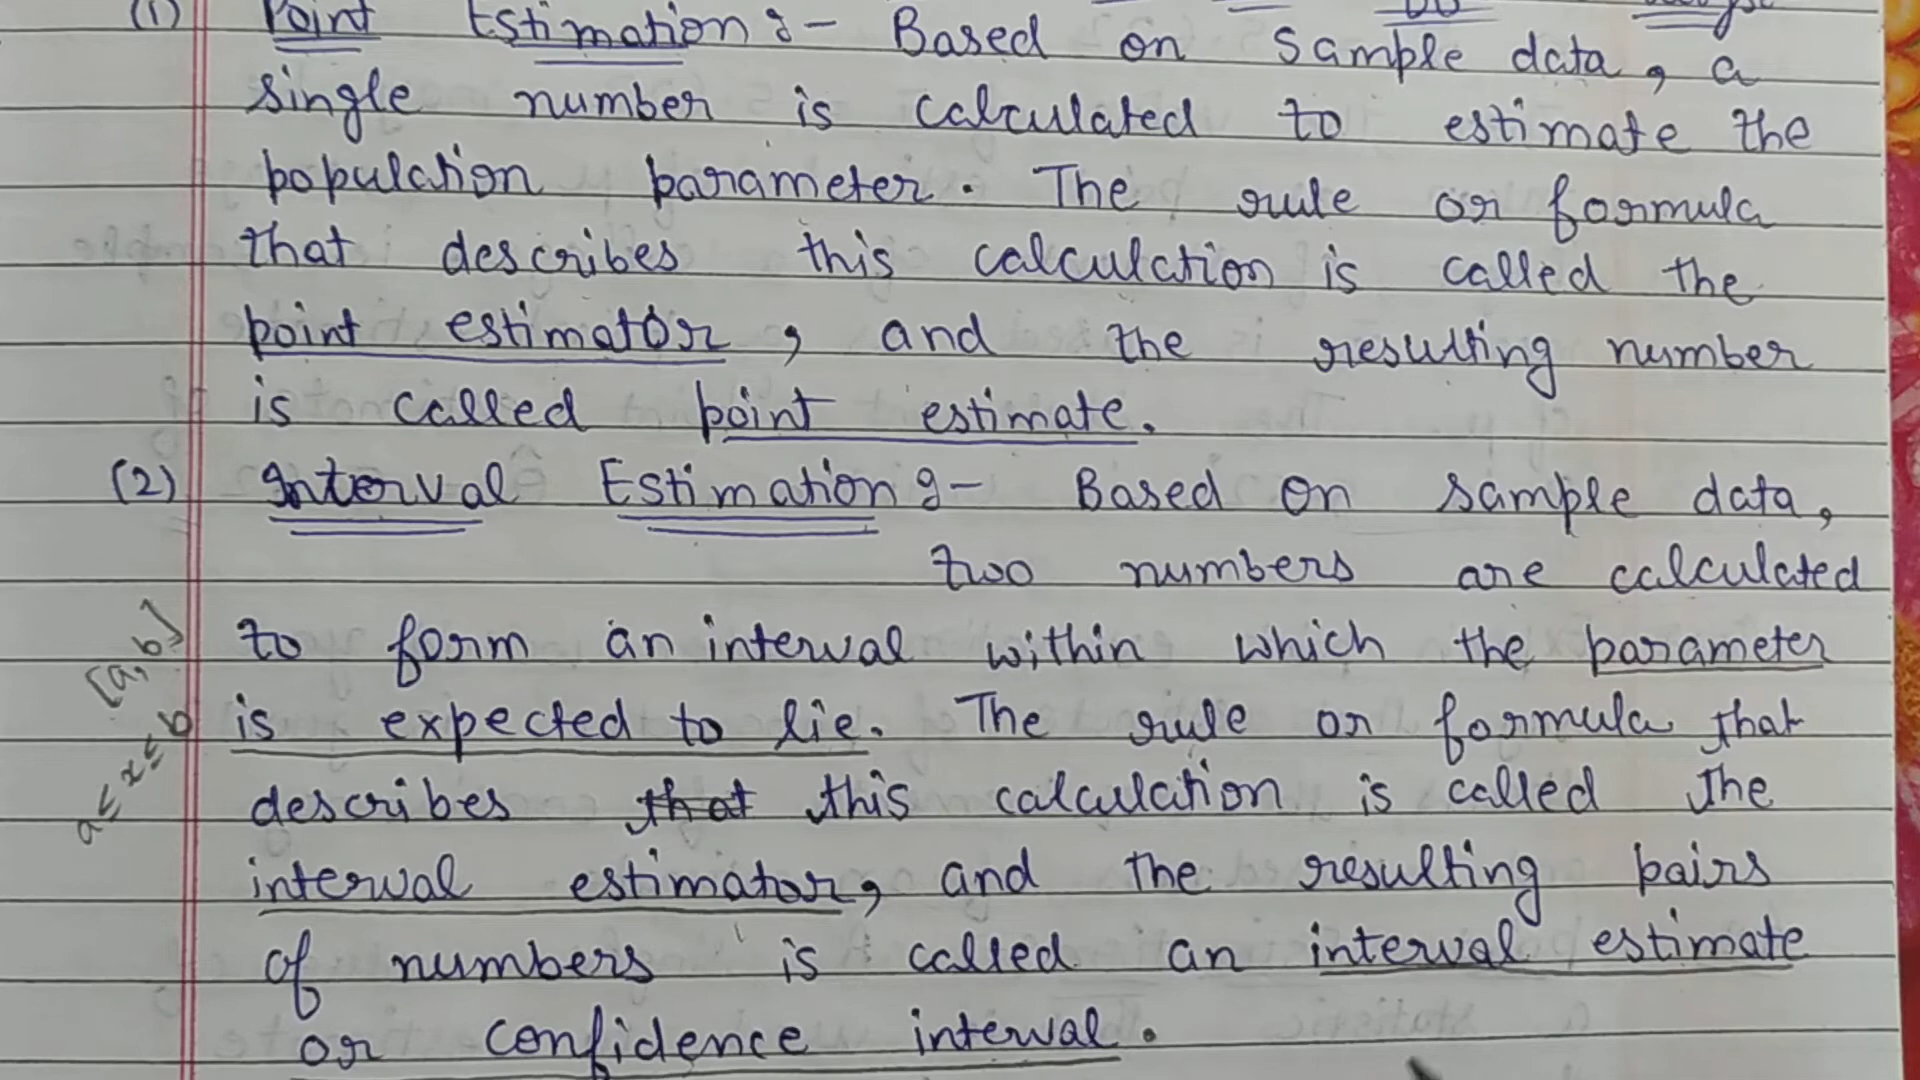 (1) Point Estimation :- Based on Sample data, a
single number is calculated to estimate the
population parameter. The rule or formula
that describes this calculation is called the
point estimator, and the resulting number
is called point estimate.
(2) Interval Estimation :- Based on sample data,
two numbers are calculated
to form an interval within which the parameter
is expected to lie. The rule or formula that
describes that this calculation is called the
interval estimator, and the resulting pairs
of numbers is called an interval estimate
or confidence interval.
[a, b]
a ≤ x ≤ b